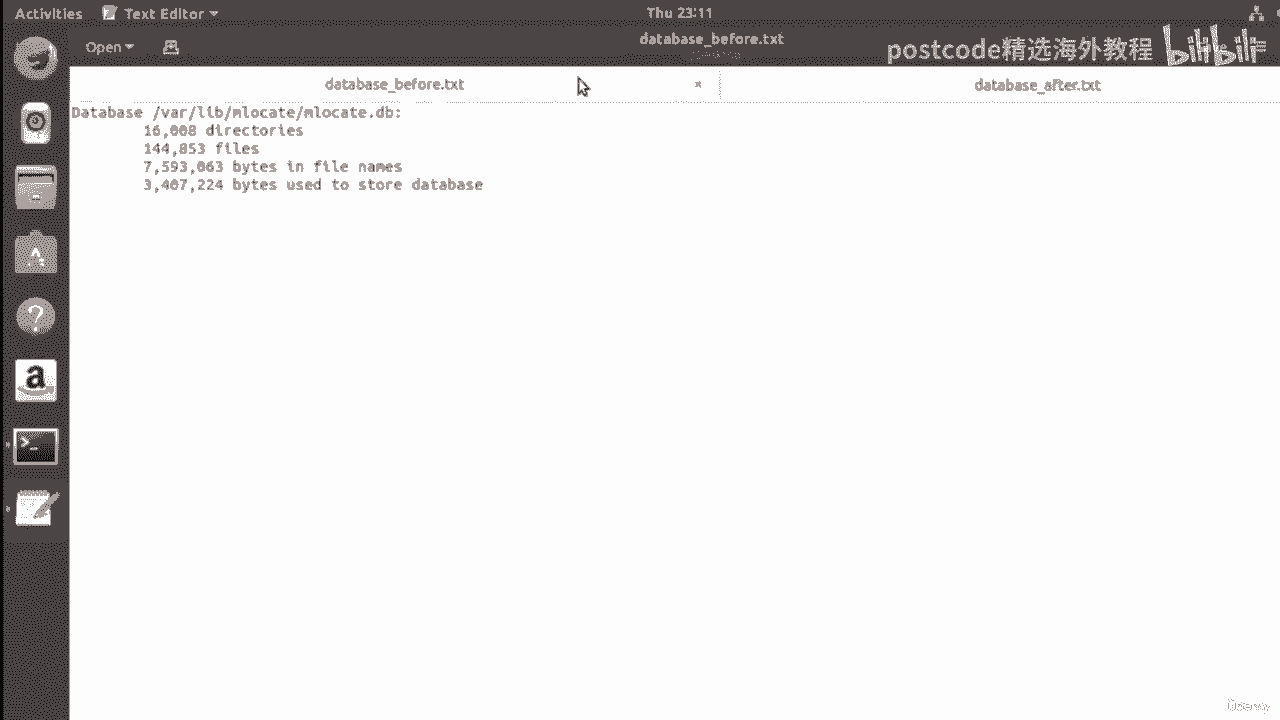 Activities Text Editor Thu 23:11
Open database_before.txt
postcode精选海外教程 bilibili
database_before.txt × database_after.txt
Database /var/lib/mlocate/mlocate.db:
16,008 directories
144,853 files
7,593,063 bytes in file names
3,407,224 bytes used to store database
Udemy